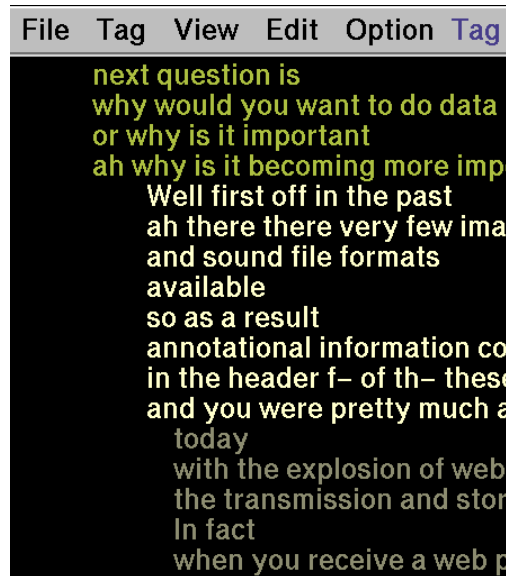 File Tag View Edit Option Tag
next question is
why would you want to do data
or why is it important
ah why is it becoming more imp
Well first off in the past
ah there there very few ima
and sound file formats
available
so as a result
annotational information co
in the header f– of th– these
and you were pretty much a
today
with the explosion of web
the transmission and stor
In fact
when you receive a web p